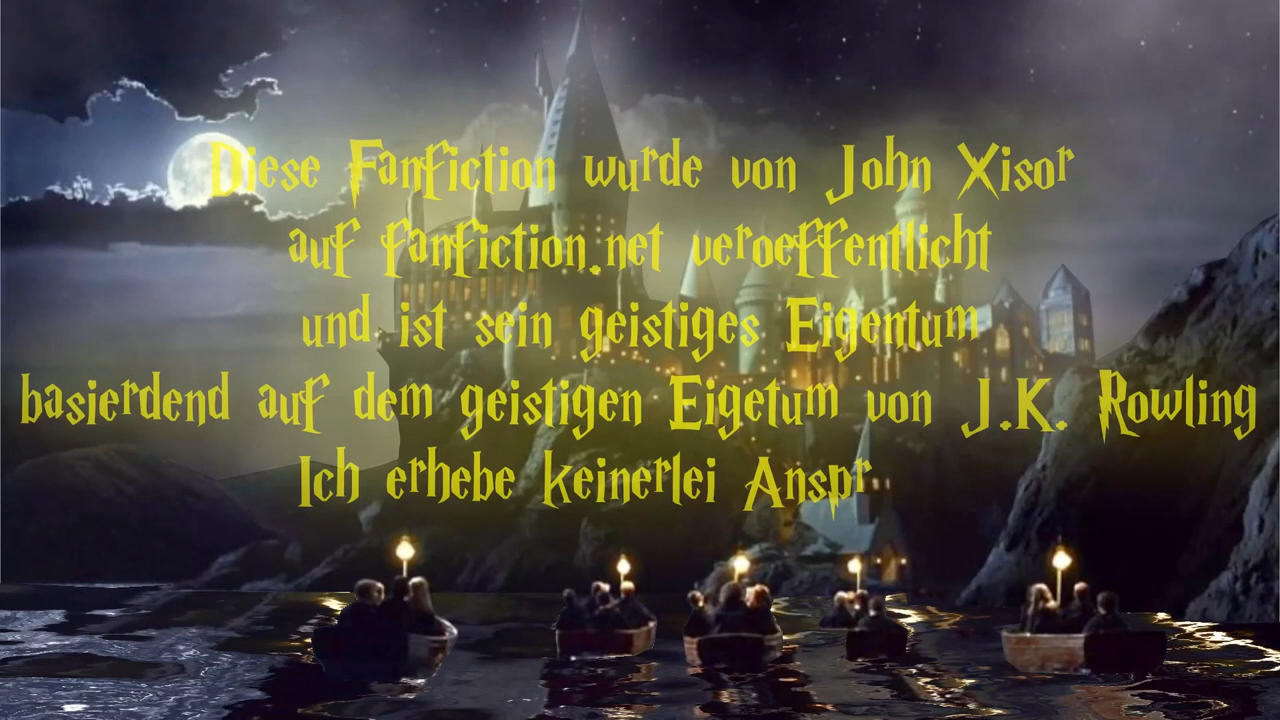 Diese Fanfiction wurde von John Xisor
auf fanfiction.net veroeffentlicht
und ist sein geistiges Eigentum
basierdend auf dem geistigen Eigetum von J.K. Rowling
Ich erhebe keinerlei Anspr